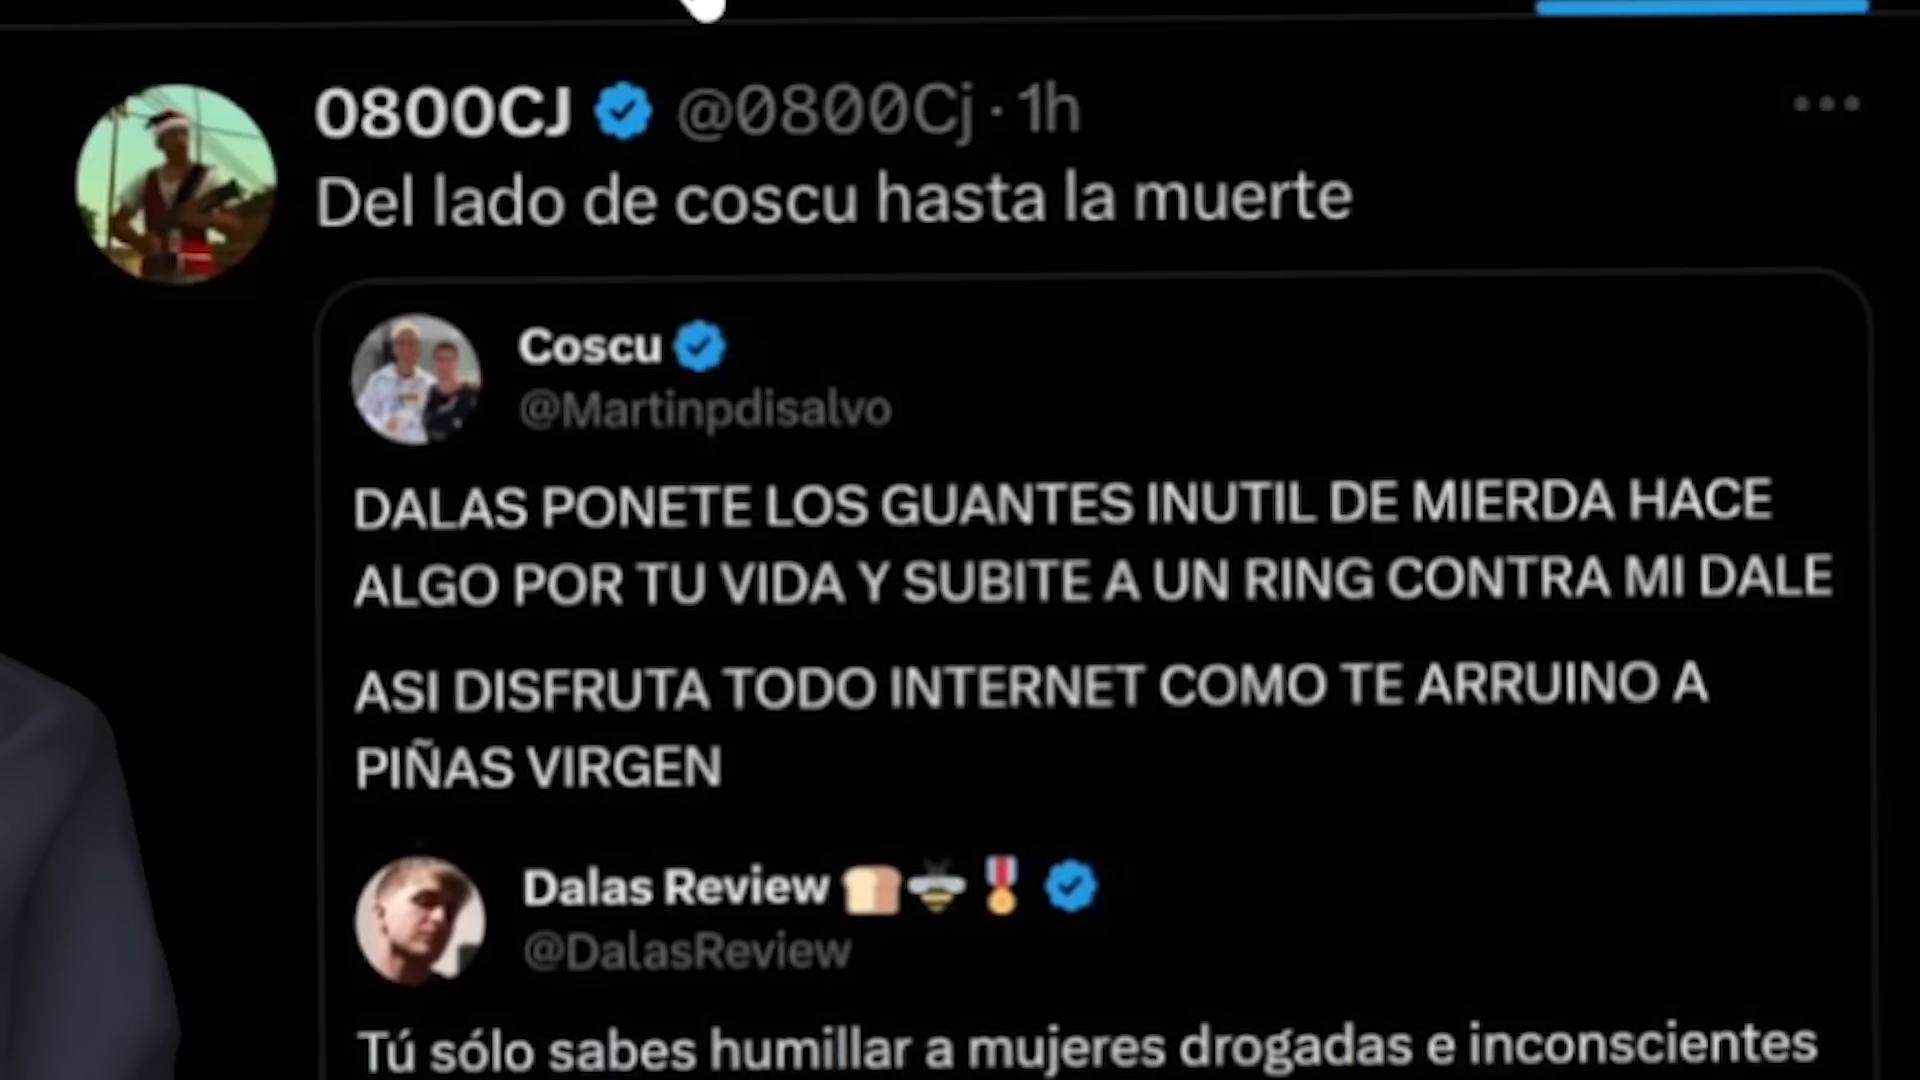 0800CJ @0800Cj · 1h
Del lado de coscu hasta la muerte
Coscu
@Martinpdisalvo
DALAS PONETE LOS GUANTES INUTIL DE MIERDA HACE
ALGO POR TU VIDA Y SUBITE A UN RING CONTRA MI DALE
ASI DISFRUTA TODO INTERNET COMO TE ARRUINO A
PIÑAS VIRGEN
Dalas Review 🍞🐝🎖️
@DalasReview
Tú sólo sabes humillar a mujeres drogadas e inconscientes